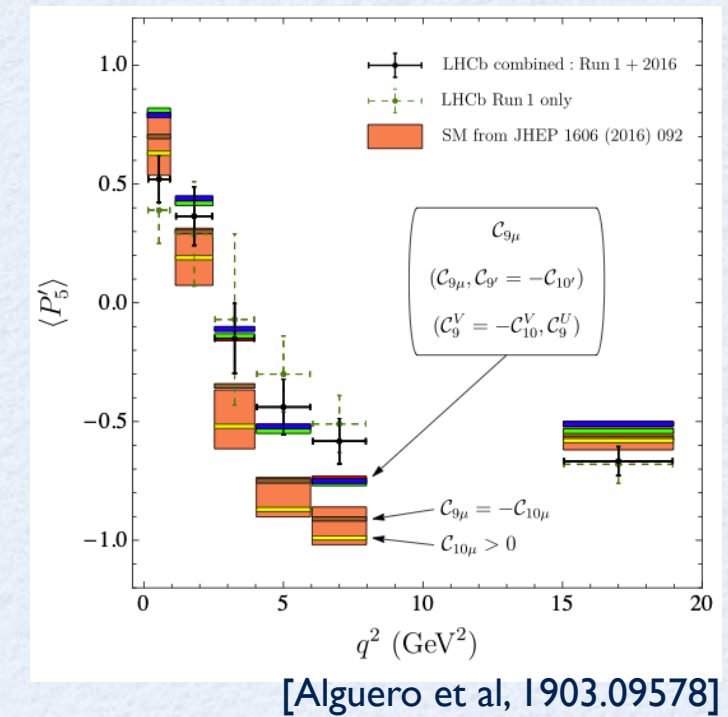 LHCb combined : Run 1 + 2016
LHCb Run 1 only
SM from JHEP 1606 (2016) 092
1.0
0.5
0.0
−0.5
−1.0
⟨P′₅⟩
𝒞₉μ
(𝒞₉μ, 𝒞₉′ = −𝒞₁₀′)
(𝒞₉ⱽ = −𝒞₁₀ⱽ, 𝒞₉ᵁ)
𝒞₉μ = −𝒞₁₀μ
𝒞₁₀μ > 0
0 5 10 15 20
q² (GeV²)
[Alguero et al, 1903.09578]